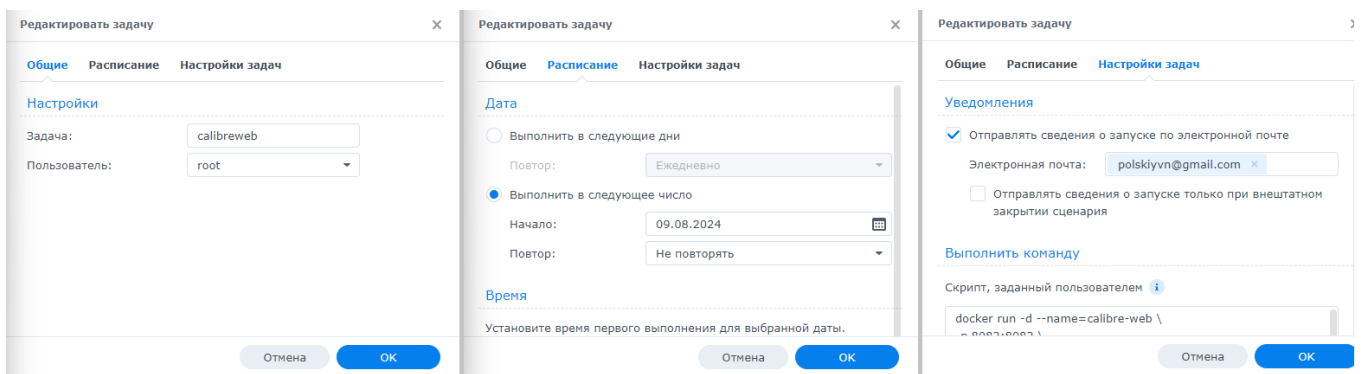 Редактировать задачу
Общие Расписание Настройки задач
Настройки
Задача: calibreweb
Пользователь: root
Отмена OK
Редактировать задачу
Общие Расписание Настройки задач
Дата
Выполнить в следующие дни
Повтор: Ежедневно
Выполнить в следующее число
Начало: 09.08.2024
Повтор: Не повторять
Время
Установите время первого выполнения для выбранной даты.
Отмена OK
Редактировать задачу
Общие Расписание Настройки задач
Уведомления
Отправлять сведения о запуске по электронной почте
Электронная почта: polskiyvn@gmail.com ×
Отправлять сведения о запуске только при внештатном
закрытии сценария
Выполнить команду
Скрипт, заданный пользователем i
docker run -d --name=calibre-web \
Отмена OK